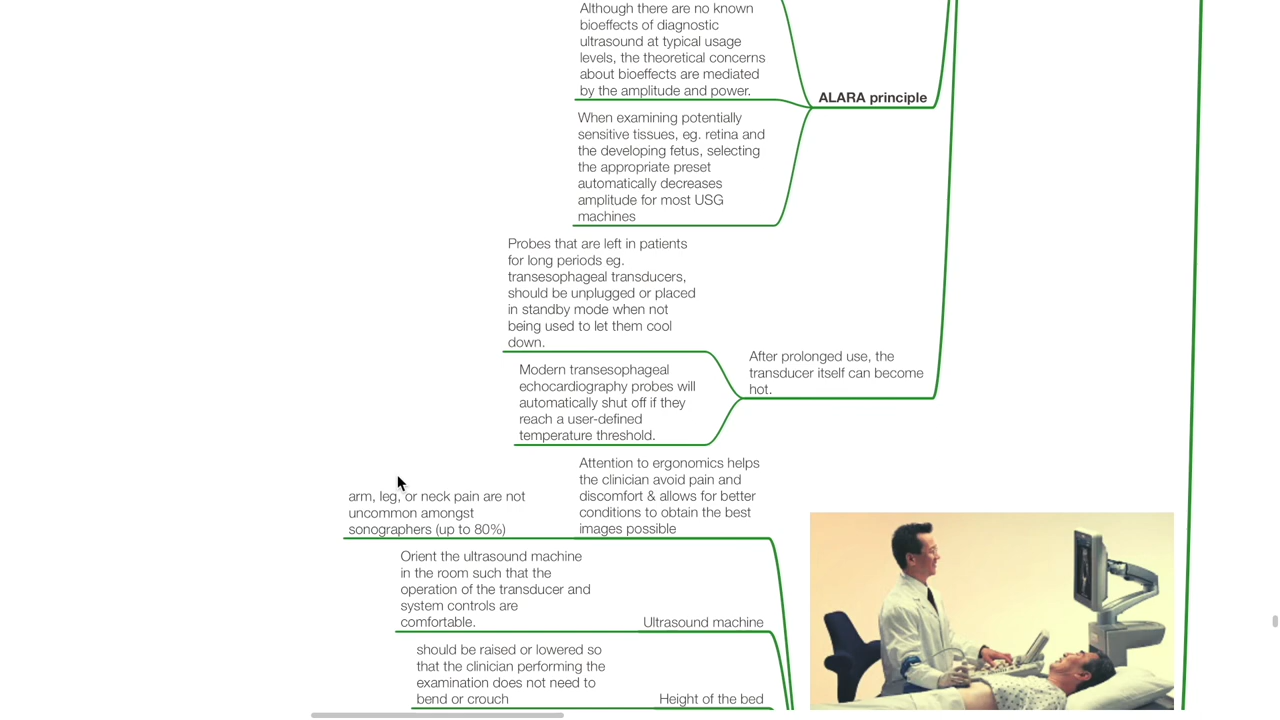 Although there are no known
bioeffects of diagnostic
ultrasound at typical usage
levels, the theoretical concerns
about bioeffects are mediated
by the amplitude and power.
ALARA principle
When examining potentially
sensitive tissues, eg. retina and
the developing fetus, selecting
the appropriate preset
automatically decreases
amplitude for most USG
machines
Probes that are left in patients
for long periods eg.
transesophageal transducers,
should be unplugged or placed
in standby mode when not
being used to let them cool
down.
After prolonged use, the
transducer itself can become
hot.
Modern transesophageal
echocardiography probes will
automatically shut off if they
reach a user-defined
temperature threshold.
Attention to ergonomics helps
the clinician avoid pain and
discomfort & allows for better
conditions to obtain the best
images possible
arm, leg, or neck pain are not
uncommon amongst
sonographers (up to 80%)
Orient the ultrasound machine
in the room such that the
operation of the transducer and
system controls are
comfortable.
Ultrasound machine
should be raised or lowered so
that the clinician performing the
examination does not need to
bend or crouch
Height of the bed